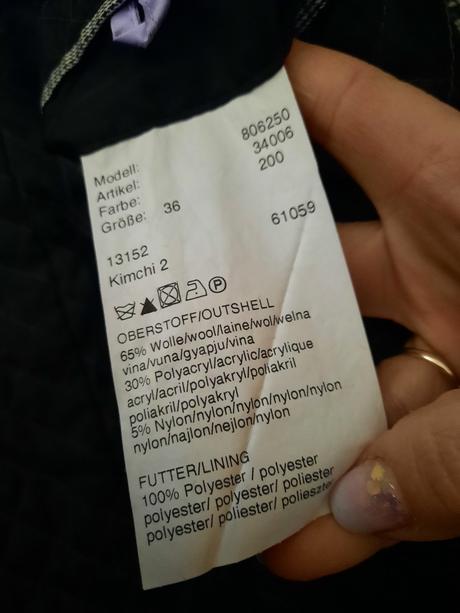 Modell: 806250
Artikel: 34006
Farbe: 200
Größe: 36
61059
13152
Kimchi 2
P
OBERSTOFF/OUTSHELL
65% Wolle/wool/laine/wol/welna
vina/vuna/gyapju/vina
30% Polyacryl/acrylic/acrylique
acryl/acril/polyakryl/poliakril
poliakril/polyakryl
5% Nylon/nylon/nylon/nylon/nylon
nylon/najlon/nejlon/nylon
FUTTER/LINING
100% Polyester / polyester
polyester/ polyester/ poliester
polyester/ poliester/ polieszter